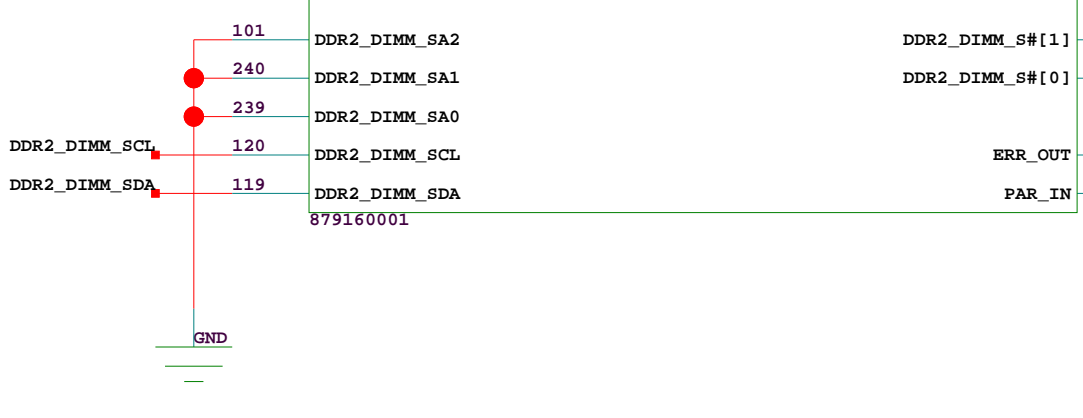 101 DDR2_DIMM_SA2 DDR2_DIMM_S#[1]
240 DDR2_DIMM_SA1 DDR2_DIMM_S#[0]
239 DDR2_DIMM_SA0
DDR2_DIMM_SCL 120 DDR2_DIMM_SCL ERR_OUT
DDR2_DIMM_SDA 119 DDR2_DIMM_SDA PAR_IN
879160001
GND